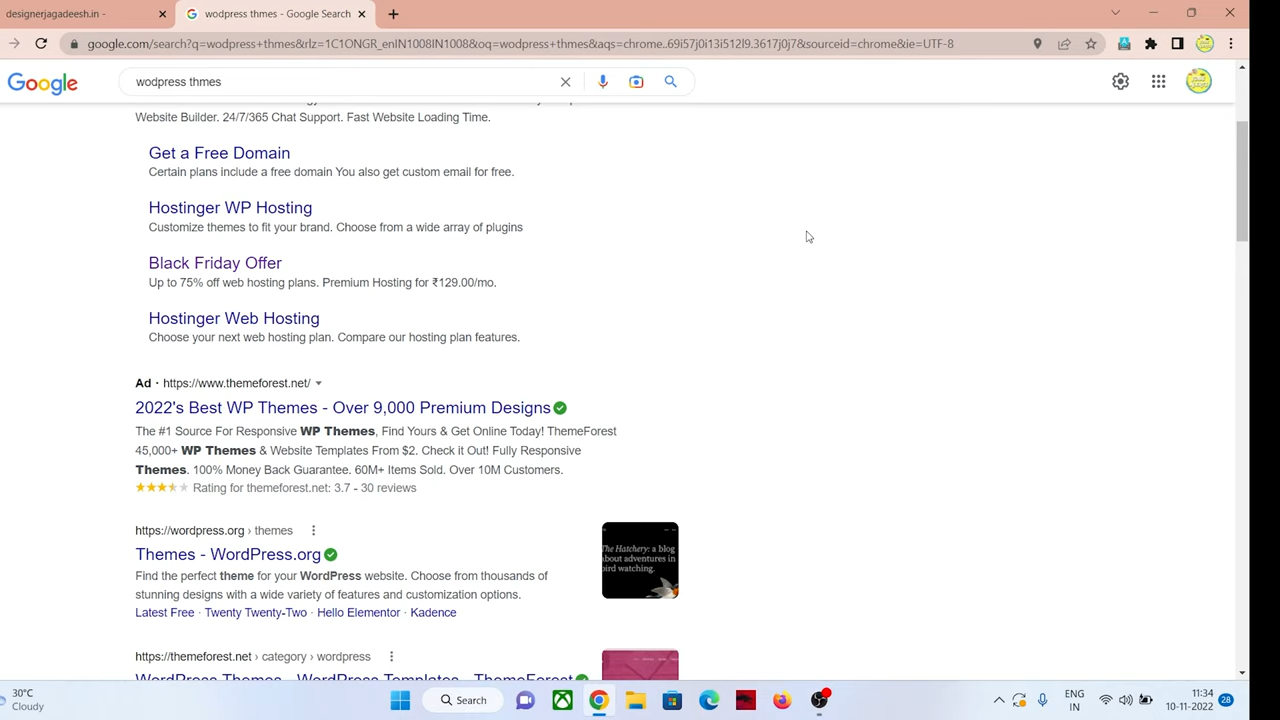 designerjagadeesh.in -
wodpress thmes - Google Search
google.com/search?q=wodpress+thmes&rlz=1C1ONGR_enIN1008IN1008&oq=wodpress+thmes&aqs=chrome..69i57j0i13i512l9.3617j0j7&sourceid=chrome&ie=UTF-8
Google
wodpress thmes
Website Builder. 24/7/365 Chat Support. Fast Website Loading Time.
Get a Free Domain
Certain plans include a free domain You also get custom email for free.
Hostinger WP Hosting
Customize themes to fit your brand. Choose from a wide array of plugins
Black Friday Offer
Up to 75% off web hosting plans. Premium Hosting for ₹129.00/mo.
Hostinger Web Hosting
Choose your next web hosting plan. Compare our hosting plan features.
Ad · https://www.themeforest.net/
2022's Best WP Themes - Over 9,000 Premium Designs
The #1 Source For Responsive WP Themes, Find Yours & Get Online Today! ThemeForest
45,000+ WP Themes & Website Templates From $2. Check it Out! Fully Responsive
Themes. 100% Money Back Guarantee. 60M+ Items Sold. Over 10M Customers.
Rating for themeforest.net: 3.7 - 30 reviews
https://wordpress.org › themes
Themes - WordPress.org
Find the perfect theme for your WordPress website. Choose from thousands of
stunning designs with a wide variety of features and customization options.
Latest Free · Twenty Twenty-Two · Hello Elementor · Kadence
The Hatchery: a blog
about adventures in
bird watching.
https://themeforest.net › category › wordpress
WordPress Themes - WordPress Templates - ThemeForest
30°C
Cloudy
Search
ENG
IN
11:34
10-11-2022
28